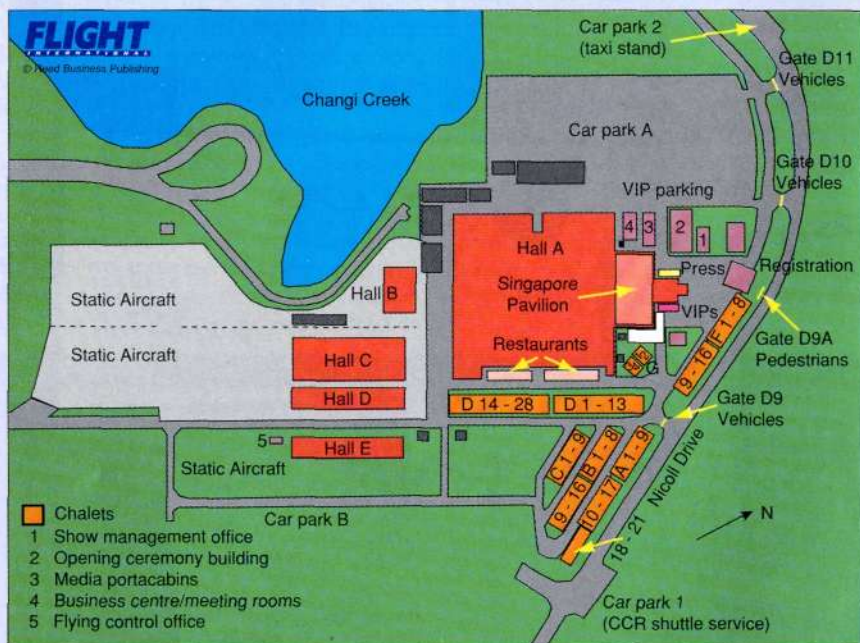 FLIGHT
INTERNATIONAL
© Reed Business Publishing
Car park 2
(taxi stand)
Gate D11
Vehicles
Changi Creek
Car park A
Gate D10
Vehicles
VIP parking
4
3
2
1
Hall A
Press
Registration
Static Aircraft
Hall B
Singapore
Pavilion
VIPs
F 1 - 8
9 - 16
Gate D9A
Pedestrians
Static Aircraft
Hall C
Restaurants
G
Hall D
D 14 - 28
D 1 - 13
Gate D9
Vehicles
5
Hall E
Static Aircraft
C 1 - 9
B 1 - 8
A 1 - 9
9 - 16
10 - 17
18 - 21
Nicoll Drive
N
Car park B
Chalets
1 Show management office
2 Opening ceremony building
3 Media portacabins
4 Business centre/meeting rooms
5 Flying control office
Car park 1
(CCR shuttle service)